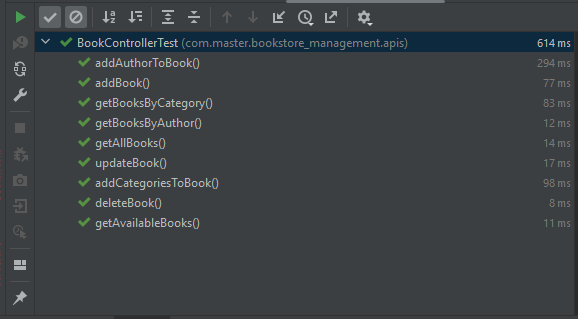 BookControllerTest (com.master.bookstore_management.apis) 614 ms
addAuthorToBook() 294 ms
addBook() 77 ms
getBooksByCategory() 83 ms
getBooksByAuthor() 12 ms
getAllBooks() 14 ms
updateBook() 17 ms
addCategoriesToBook() 98 ms
deleteBook() 8 ms
getAvailableBooks() 11 ms